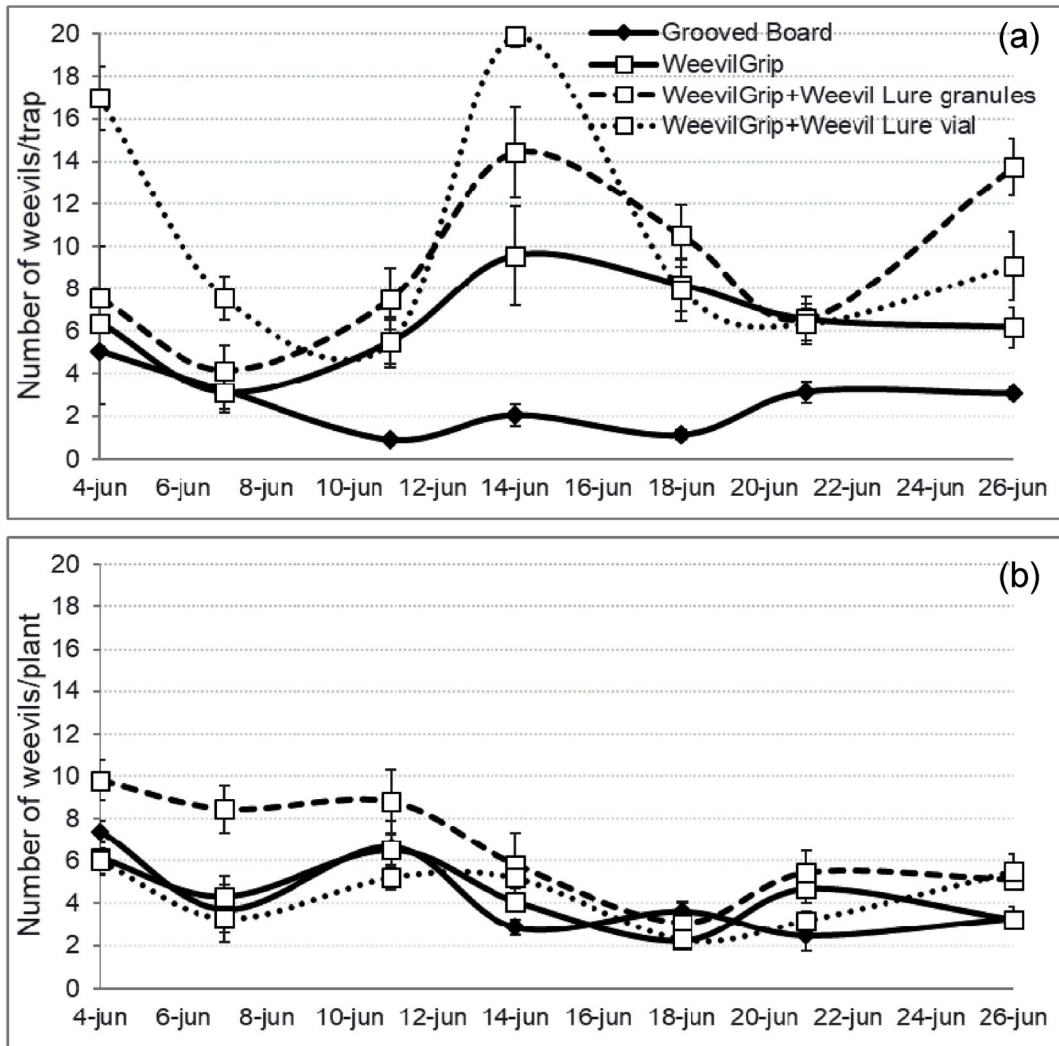 (a)
Grooved Board
WeevilGrip
WeevilGrip+Weevil Lure granules
WeevilGrip+Weevil Lure vial
Number of weevils/trap
20
18
16
14
12
10
8
6
4
2
0
4-jun 6-jun 8-jun 10-jun 12-jun 14-jun 16-jun 18-jun 20-jun 22-jun 24-jun 26-jun
(b)
Number of weevils/plant
20
18
16
14
12
10
8
6
4
2
0
4-jun 6-jun 8-jun 10-jun 12-jun 14-jun 16-jun 18-jun 20-jun 22-jun 24-jun 26-jun